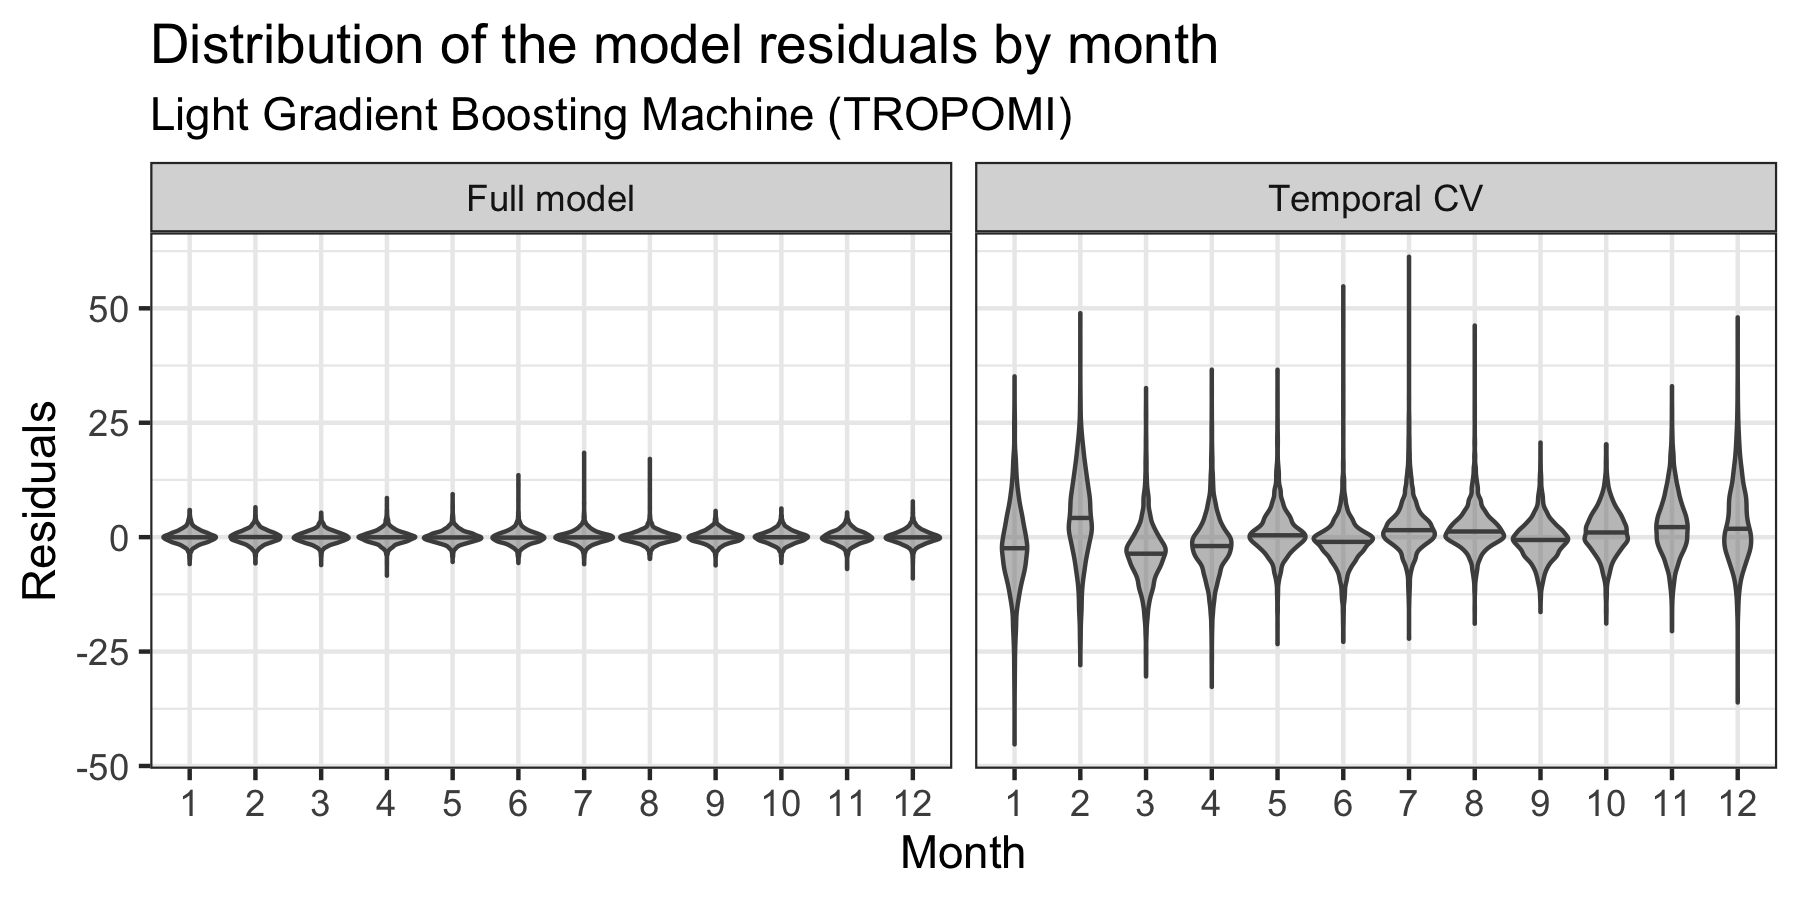 Distribution of the model residuals by month
Light Gradient Boosting Machine (TROPOMI)
Full model
Temporal CV
Residuals
50
25
0
-25
-50
1 2 3 4 5 6 7 8 9 10 11 12
1 2 3 4 5 6 7 8 9 10 11 12
Month